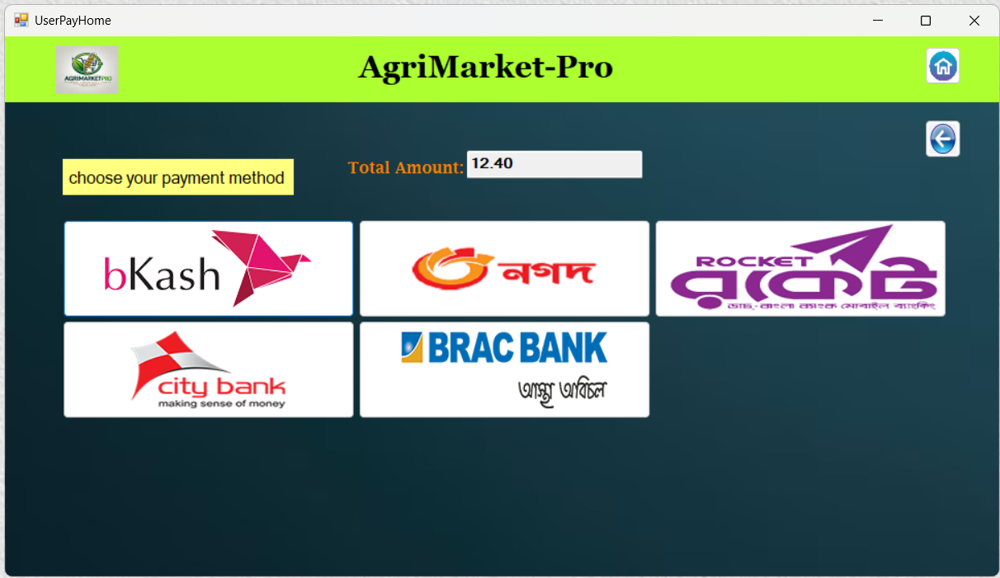 UserPayHome
AGRIMARKETPRO
AgriMarket-Pro
choose your payment method
Total Amount: 12.40
bKash
নগদ
ROCKET
রকেট
ডাচ্-বাংলা ব্যাংক মোবাইল ব্যাংকিং
city bank
making sense of money
BRAC BANK
আস্থা অবিচল